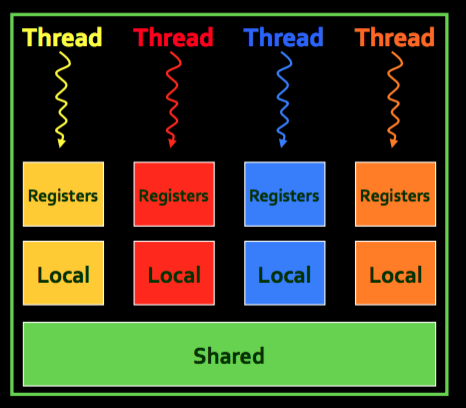 Thread Thread Thread Thread
Registers Registers Registers Registers
Local Local Local Local
Shared